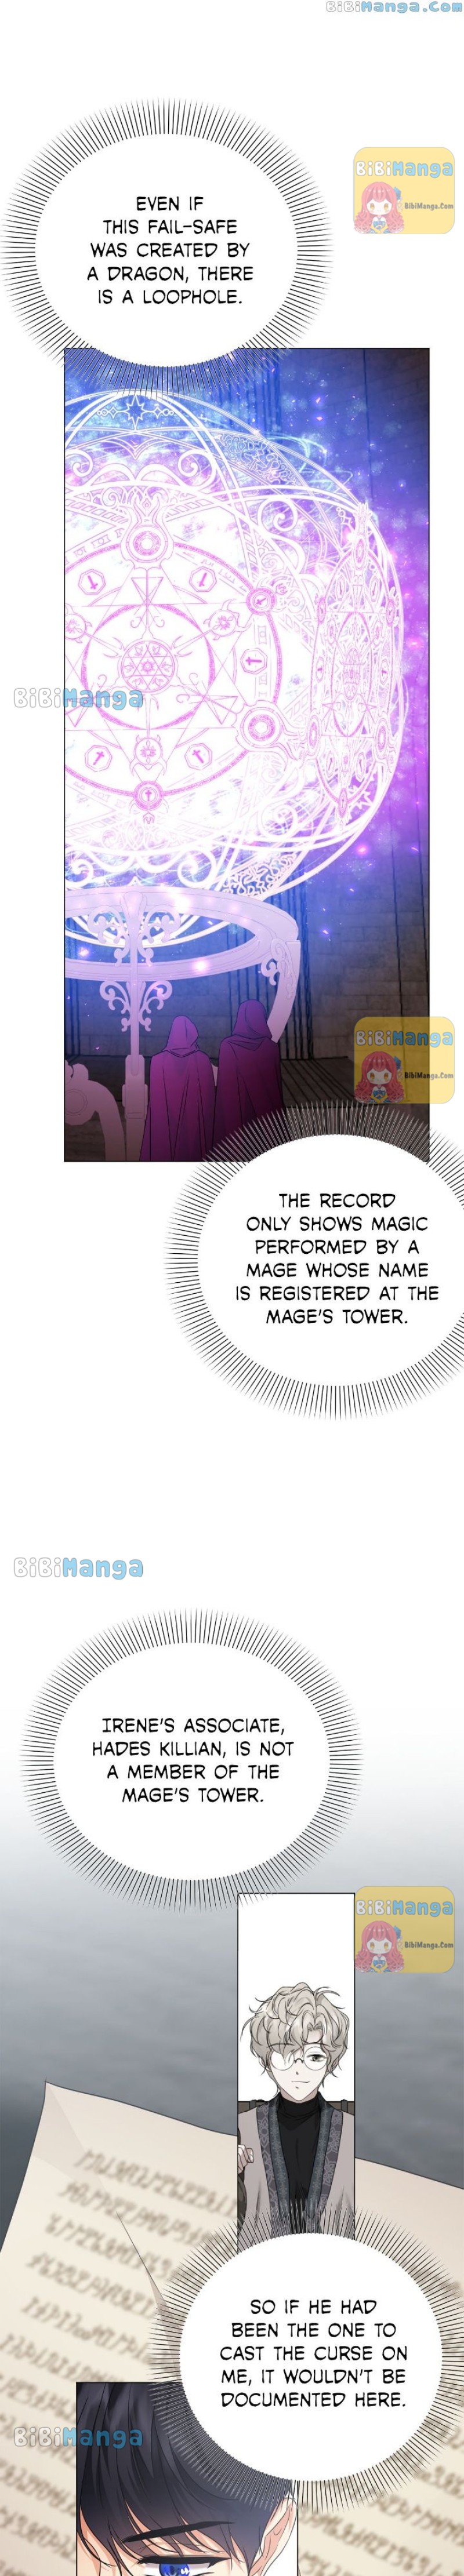 BiBiManga.Com
EVEN IF
THIS FAIL-SAFE
WAS CREATED BY
A DRAGON, THERE
IS A LOOPHOLE.
BiBiManga
BibiManga.Com
BiBiManga
BiBiManga
BibiManga.Com
THE RECORD
ONLY SHOWS MAGIC
PERFORMED BY A
MAGE WHOSE NAME
IS REGISTERED AT THE
MAGE'S TOWER.
BiBiManga
IRENE'S ASSOCIATE,
HADES KILLIAN, IS NOT
A MEMBER OF THE
MAGE'S TOWER.
BiBiManga
BibiManga.Com
SO IF HE HAD
BEEN THE ONE TO
CAST THE CURSE ON
ME, IT WOULDN'T BE
DOCUMENTED HERE.
BiBiManga